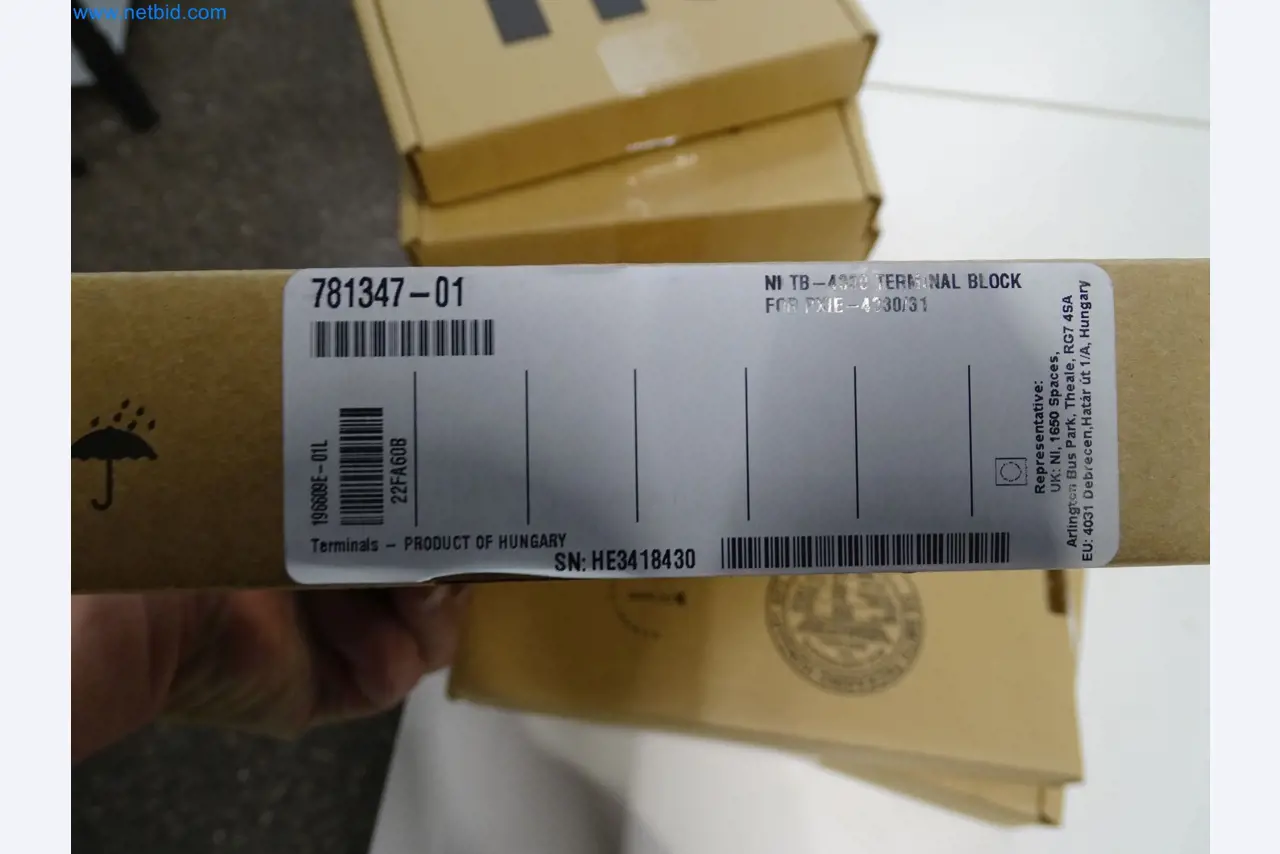 www.netbid.com
781347-01
NI TB-4330 TERMINAL BLOCK
FOR PXIE-4330/31
196609E-01L
22FA60B
Terminals - PRODUCT OF HUNGARY
SN: HE3418430
Representative:
UK: NI, 1650 Spaces,
Arlington Bus Park, Theale, RG7 4SA
EU: 4031 Debrecen,Határ út 1/A, Hungary